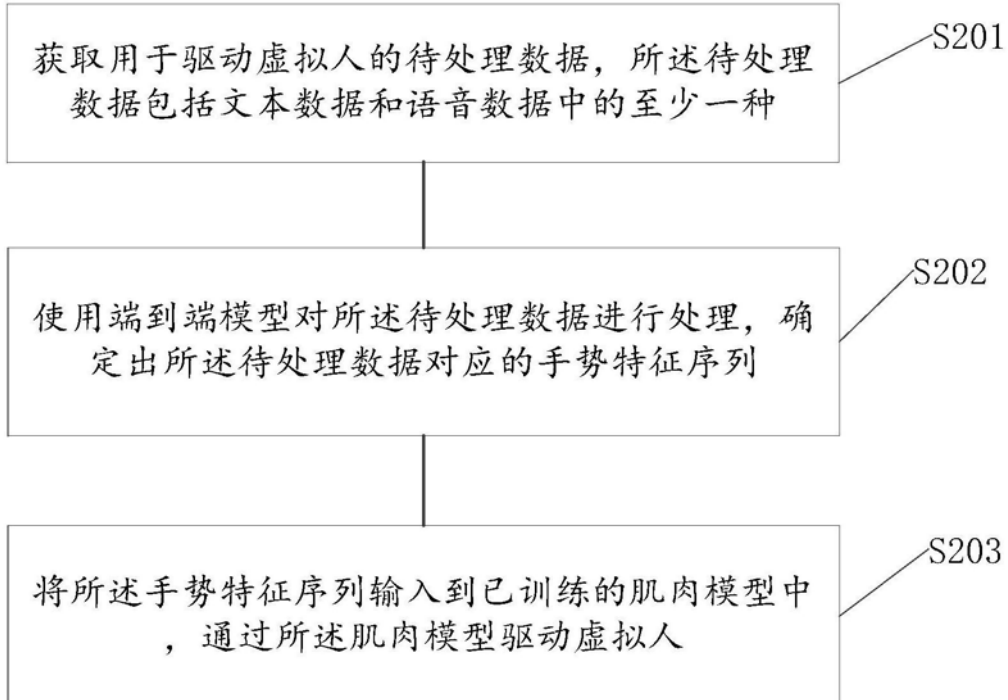 获取用于驱动虚拟人的待处理数据，所述待处理
数据包括文本数据和语音数据中的至少一种
S201
使用端到端模型对所述待处理数据进行处理，确
定出所述待处理数据对应的手势特征序列
S202
将所述手势特征序列输入到已训练的肌肉模型中
，通过所述肌肉模型驱动虚拟人
S203